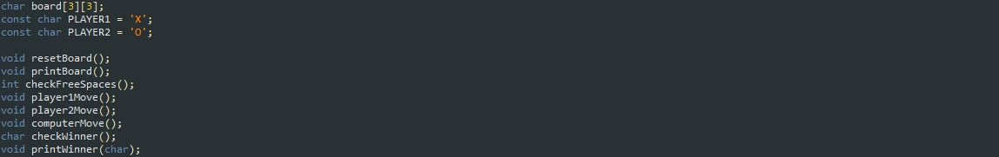 char board[3][3];
const char PLAYER1 = 'X';
const char PLAYER2 = 'O';
void resetBoard();
void printBoard();
int checkFreeSpaces();
void player1Move();
void player2Move();
void computerMove();
char checkWinner();
void printWinner(char);